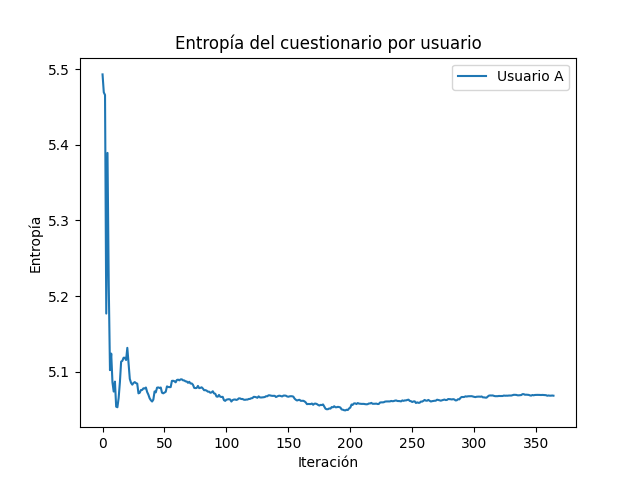 Entropía del cuestionario por usuario
Usuario A
5.5
5.4
5.3
5.2
5.1
Entropía
0 50 100 150 200 250 300 350
Iteración